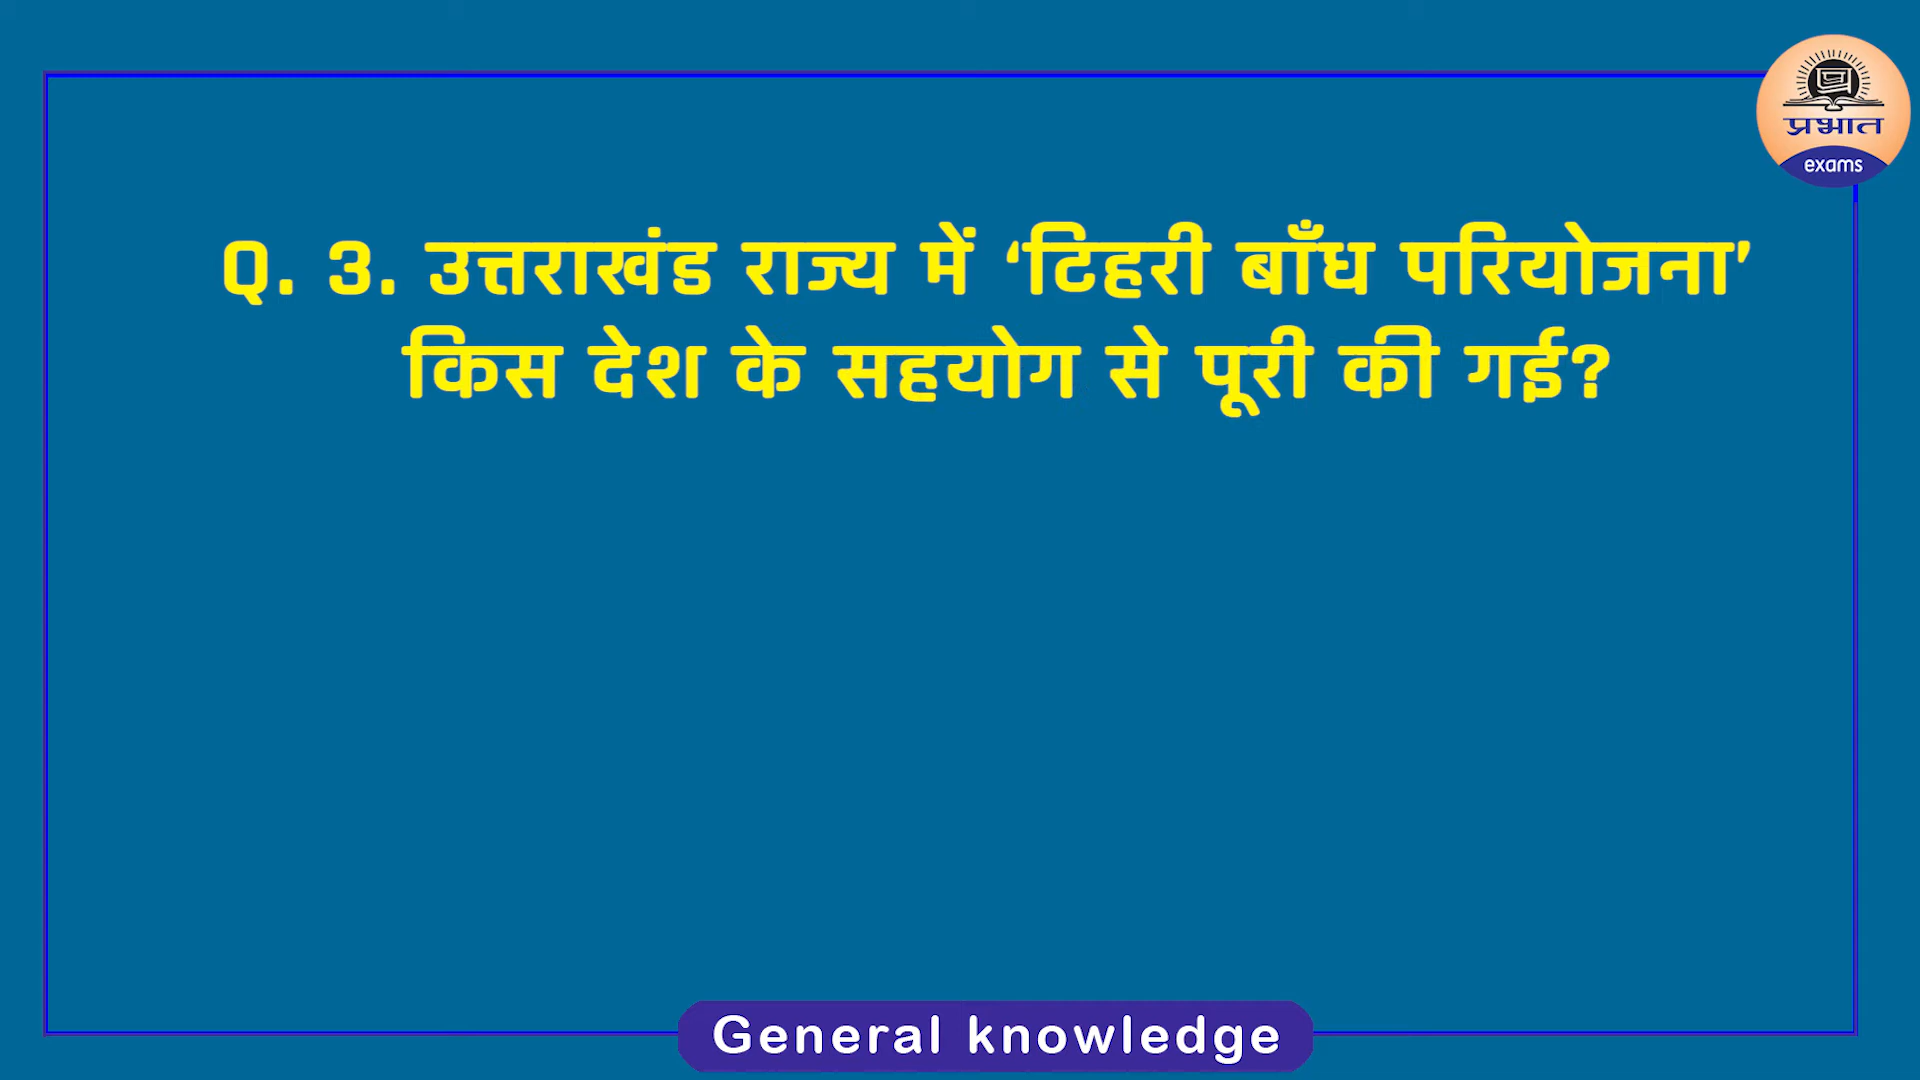 प्रभात
exams
Q. 3. उत्तराखंड राज्य में ‘टिहरी बाँध परियोजना’
किस देश के सहयोग से पूरी की गई?
General knowledge